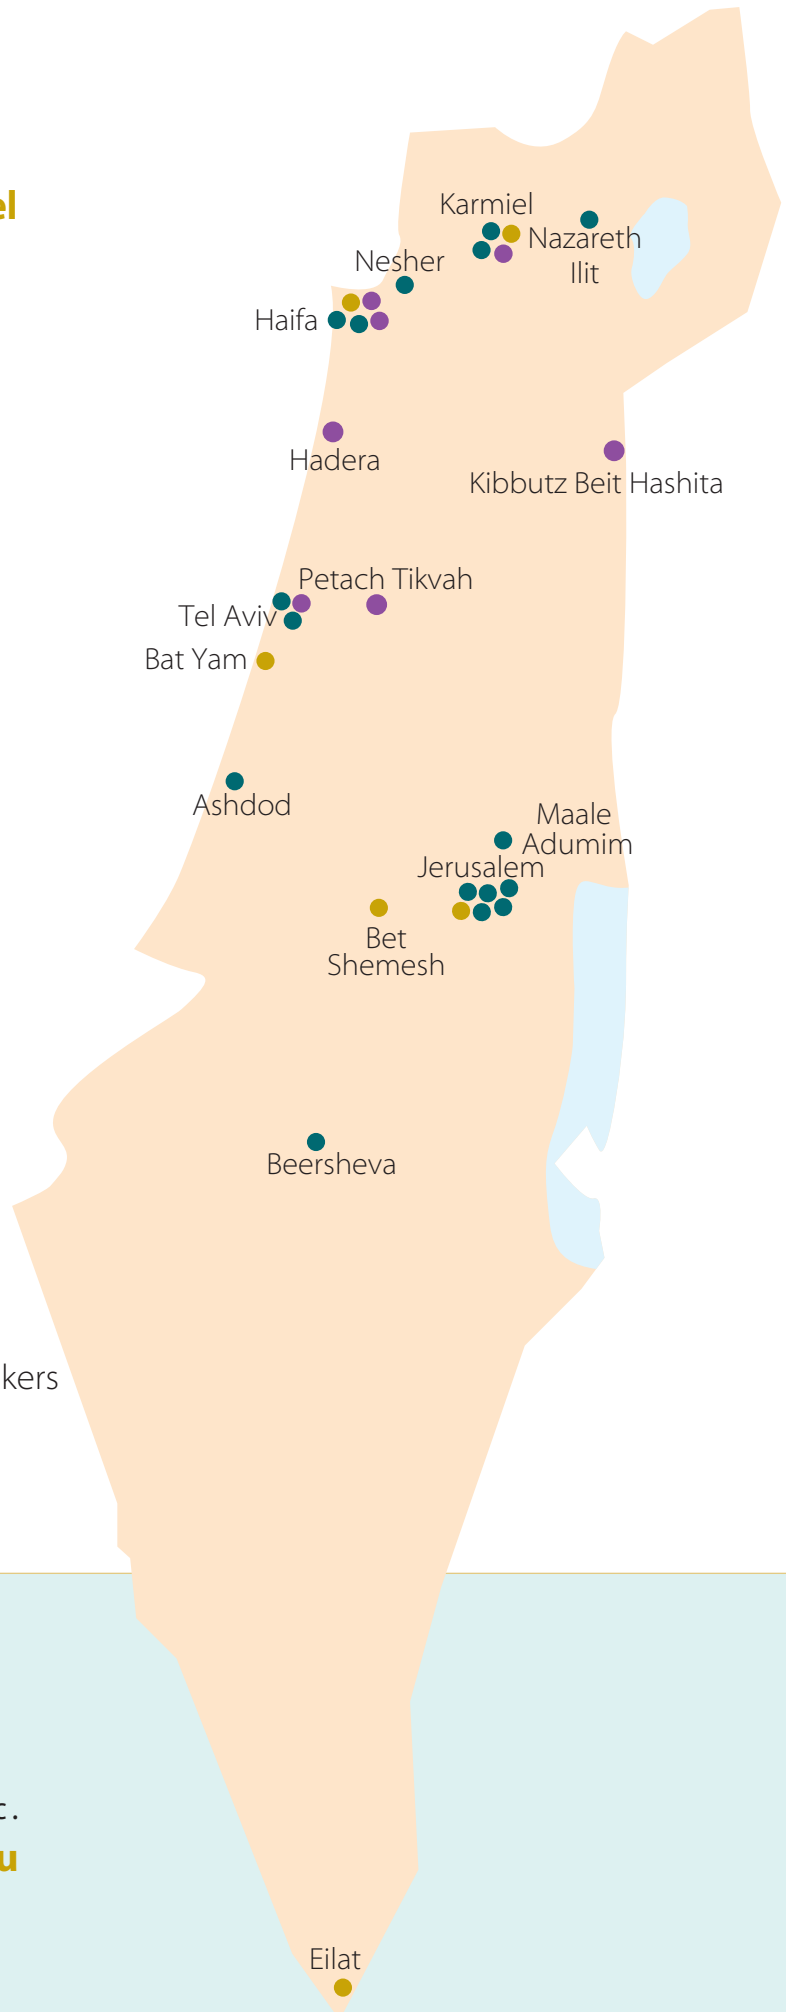 el
Karmiel
Nazareth
Ilit
Nesher
Haifa
Hadera
Kibbutz Beit Hashita
Petach Tikvah
Tel Aviv
Bat Yam
Ashdod
Maale
Adumim
Jerusalem
Bet
Shemesh
Beersheva
kers
c.
u
Eilat